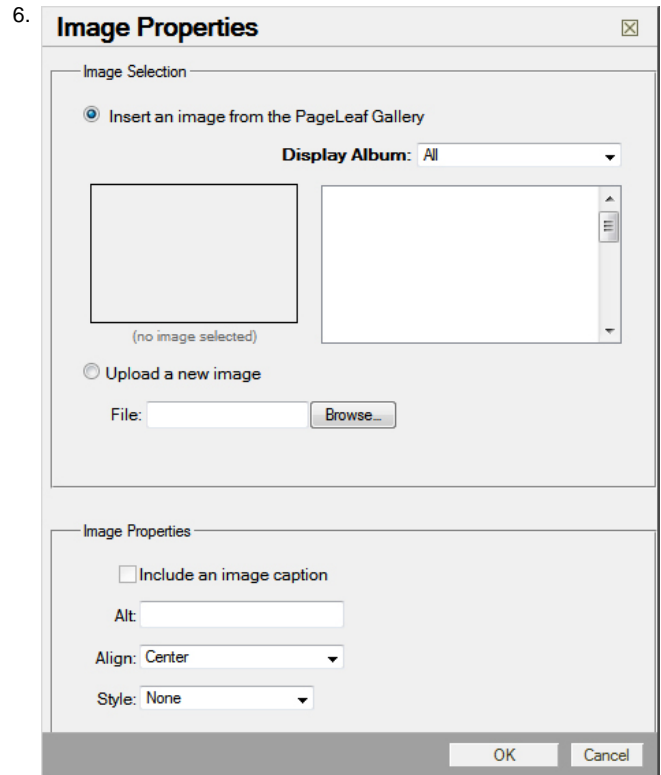 6.
Image Properties
Image Selection
Insert an image from the PageLeaf Gallery
Display Album: All
(no image selected)
Upload a new image
File: Browse...
Image Properties
Include an image caption
Alt:
Align: Center
Style: None
OK Cancel